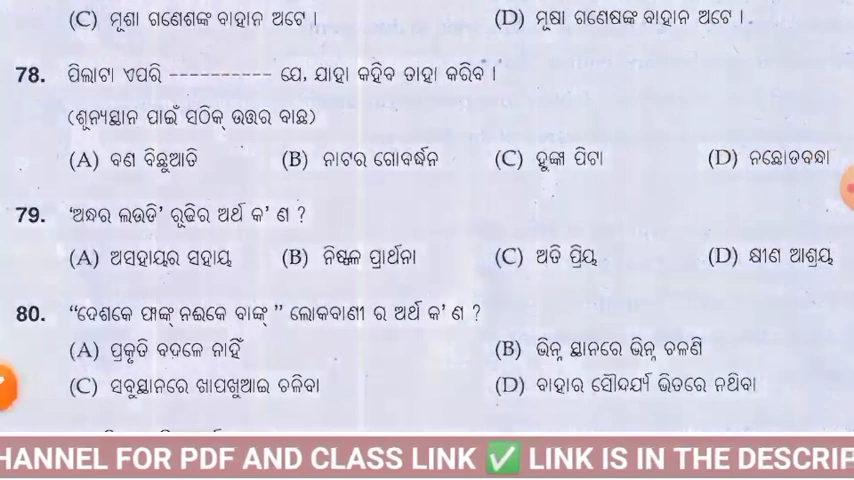 (C) ମୂଶା ଗଣେଶଙ୍କ ବାହାନ ଅଟେ । (D) ମୂଷା ଗଣେଷଙ୍କ ବାହାନ ଅଟେ ।
78. ପିଲାଟା ଏପରି ---------- ଯେ, ଯାହା କହିବ ତାହା କରିବ ।
(ଶୂନ୍ୟସ୍ଥାନ ପାଇଁ ସଠିକ୍ ଉତ୍ତର ବାଛ)
(A) ବଣ ବିଛୁଆତି (B) ନାଟର ଗୋବର୍ଦ୍ଧନ (C) ହୁଙ୍କା ପିଟା (D) ନଛୋଡବନ୍ଧା
79. ‘ଅନ୍ଧର ଲଉଡି’ ରୂଢିର ଅର୍ଥ କ’ ଣ ?
(A) ଅସହାୟର ସହାୟ (B) ନିଷ୍ଫଳ ପ୍ରାର୍ଥନା (C) ଅତି ପ୍ରିୟ (D) କ୍ଷୀଣ ଆଶ୍ରୟ
80. “ଦେଶକେ ଫାଙ୍କ୍ ନଈକେ ବାଙ୍କ୍ ” ଲୋକବାଣୀ ର ଅର୍ଥ କ’ ଣ ?
(A) ପ୍ରକୃତି ବଦଳେ ନାହିଁ (B) ଭିନ୍ନ ସ୍ଥାନରେ ଭିନ୍ନ ଚଳଣି
(C) ସବୁସ୍ଥାନରେ ଖାପଖୁଆଇ ଚଳିବା (D) ବାହାର ସୌନ୍ଦର୍ଯ୍ୟ ଭିତରେ ନଥିବା
HANNEL FOR PDF AND CLASS LINK ✅ LINK IS IN THE DESCRIP